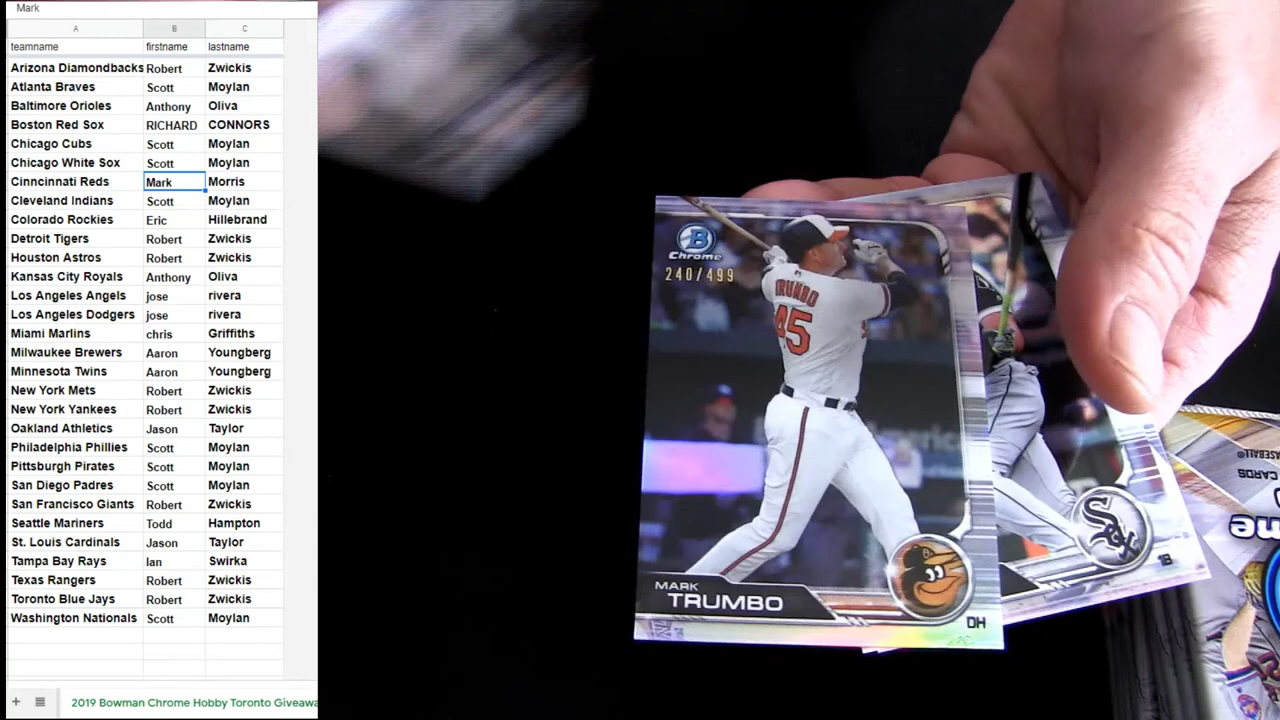 Mark
A B C
teamname firstname lastname
Arizona Diamondbacks Robert Zwickis
Atlanta Braves Scott Moylan
Baltimore Orioles Anthony Oliva
Boston Red Sox RICHARD CONNORS
Chicago Cubs Scott Moylan
Chicago White Sox Scott Moylan
Cinncinnati Reds Mark Morris
Cleveland Indians Scott Moylan
Colorado Rockies Eric Hillebrand
Detroit Tigers Robert Zwickis
Houston Astros Robert Zwickis
Kansas City Royals Anthony Oliva
Los Angeles Angels jose rivera
Los Angeles Dodgers jose rivera
Miami Marlins chris Griffiths
Milwaukee Brewers Aaron Youngberg
Minnesota Twins Aaron Youngberg
New York Mets Robert Zwickis
New York Yankees Robert Zwickis
Oakland Athletics Jason Taylor
Philadelphia Phillies Scott Moylan
Pittsburgh Pirates Scott Moylan
San Diego Padres Scott Moylan
San Francisco Giants Robert Zwickis
Seattle Mariners Todd Hampton
St. Louis Cardinals Jason Taylor
Tampa Bay Rays Ian Swirka
Texas Rangers Robert Zwickis
Toronto Blue Jays Robert Zwickis
Washington Nationals Scott Moylan
2019 Bowman Chrome Hobby Toronto Giveawa
B
Chrome
240/499
TRUMBO
45
MARK
TRUMBO
DH
Sox
BASEBALL®
CARDS